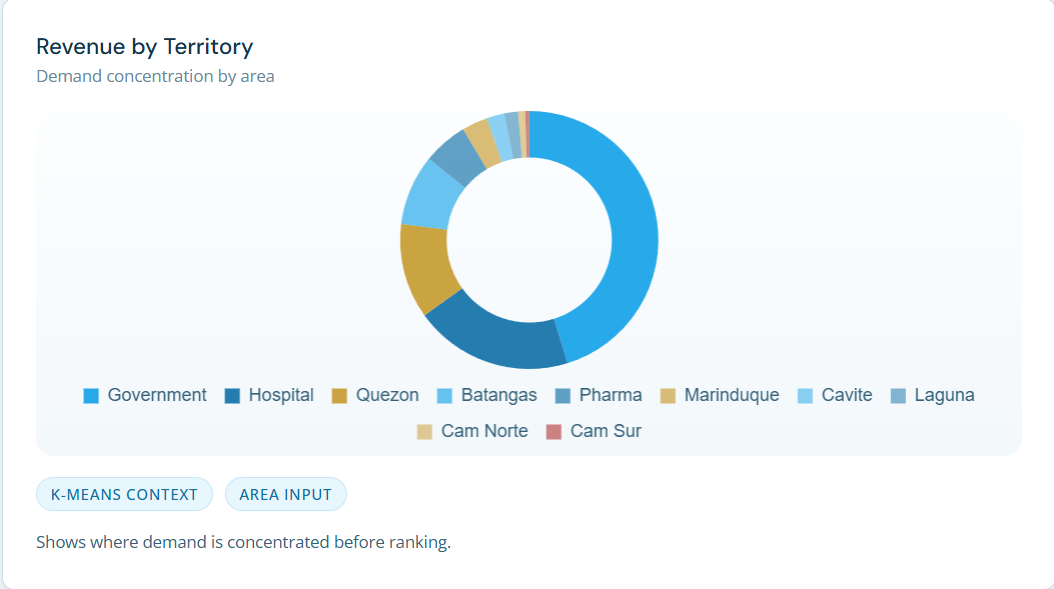 Revenue by Territory
Demand concentration by area
Government Hospital Quezon Batangas Pharma Marinduque Cavite Laguna
Cam Norte Cam Sur
K-MEANS CONTEXT AREA INPUT
Shows where demand is concentrated before ranking.